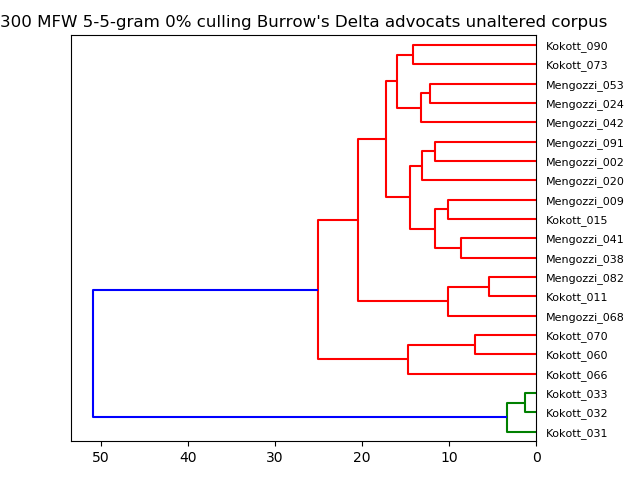 300 MFW 5-5-gram 0% culling Burrow's Delta advocats unaltered corpus
Kokott_090
Kokott_073
Mengozzi_053
Mengozzi_024
Mengozzi_042
Mengozzi_091
Mengozzi_002
Mengozzi_020
Mengozzi_009
Kokott_015
Mengozzi_041
Mengozzi_038
Mengozzi_082
Kokott_011
Mengozzi_068
Kokott_070
Kokott_060
Kokott_066
Kokott_033
Kokott_032
Kokott_031
50 40 30 20 10 0